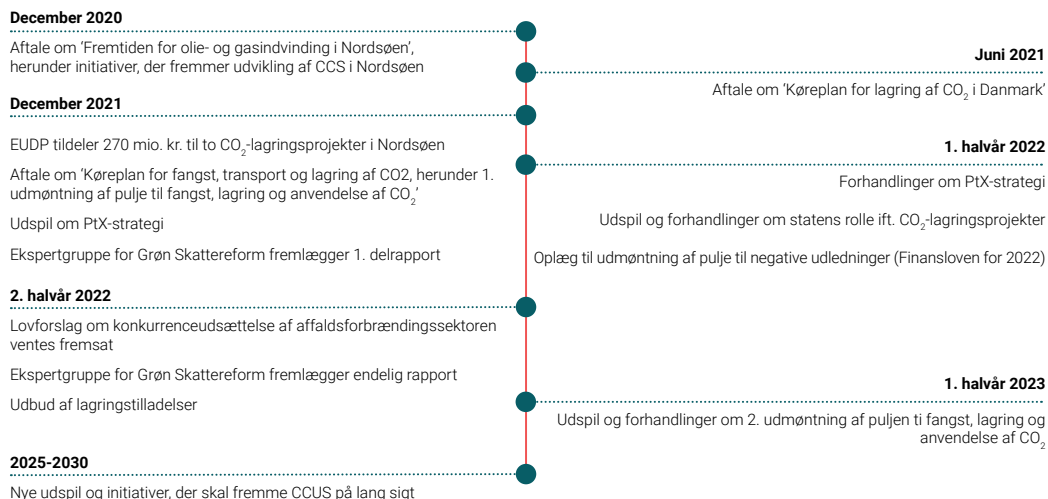 December 2020
Aftale om 'Fremtiden for olie- og gasindvinding i Nordsøen',
herunder initiativer, der fremmer udvikling af CCS i Nordsøen
Juni 2021
Aftale om 'Køreplan for lagring af CO₂ i Danmark'
December 2021
EUDP tildeler 270 mio. kr. til to CO₂-lagringsprojekter i Nordsøen
Aftale om 'Køreplan for fangst, transport og lagring af CO2, herunder 1.
udmøntning af pulje til fangst, lagring og anvendelse af CO₂'
Udspil om PtX-strategi
Ekspertgruppe for Grøn Skattereform fremlægger 1. delrapport
1. halvår 2022
Forhandlinger om PtX-strategi
Udspil og forhandlinger om statens rolle ift. CO₂-lagringsprojekter
Oplæg til udmøntning af pulje til negative udledninger (Finansloven for 2022)
2. halvår 2022
Lovforslag om konkurrenceudsættelse af affaldsforbrændingssektoren
ventes fremsat
Ekspertgruppe for Grøn Skattereform fremlægger endelig rapport
Udbud af lagringstilladelser
1. halvår 2023
Udspil og forhandlinger om 2. udmøntning af puljen ti fangst, lagring og
anvendelse af CO₂
2025-2030
Nye udspil og initiativer, der skal fremme CCUS på lang sigt